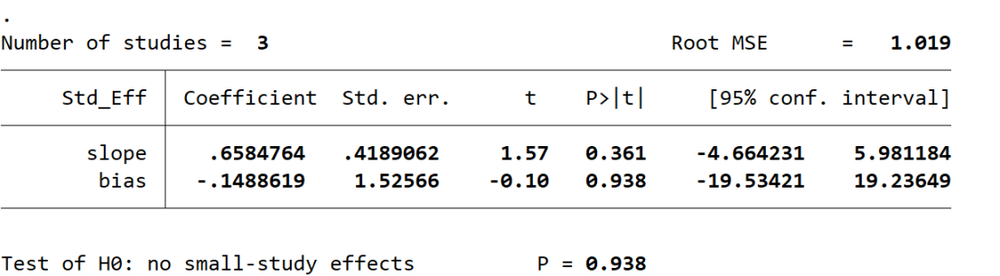 .
Number of studies = 3 Root MSE = 1.019
Std_Eff Coefficient Std. err. t P>|t| [95% conf. interval]
slope .6584764 .4189062 1.57 0.361 -4.664231 5.981184
bias -.1488619 1.52566 -0.10 0.938 -19.53421 19.23649
Test of H0: no small-study effects P = 0.938